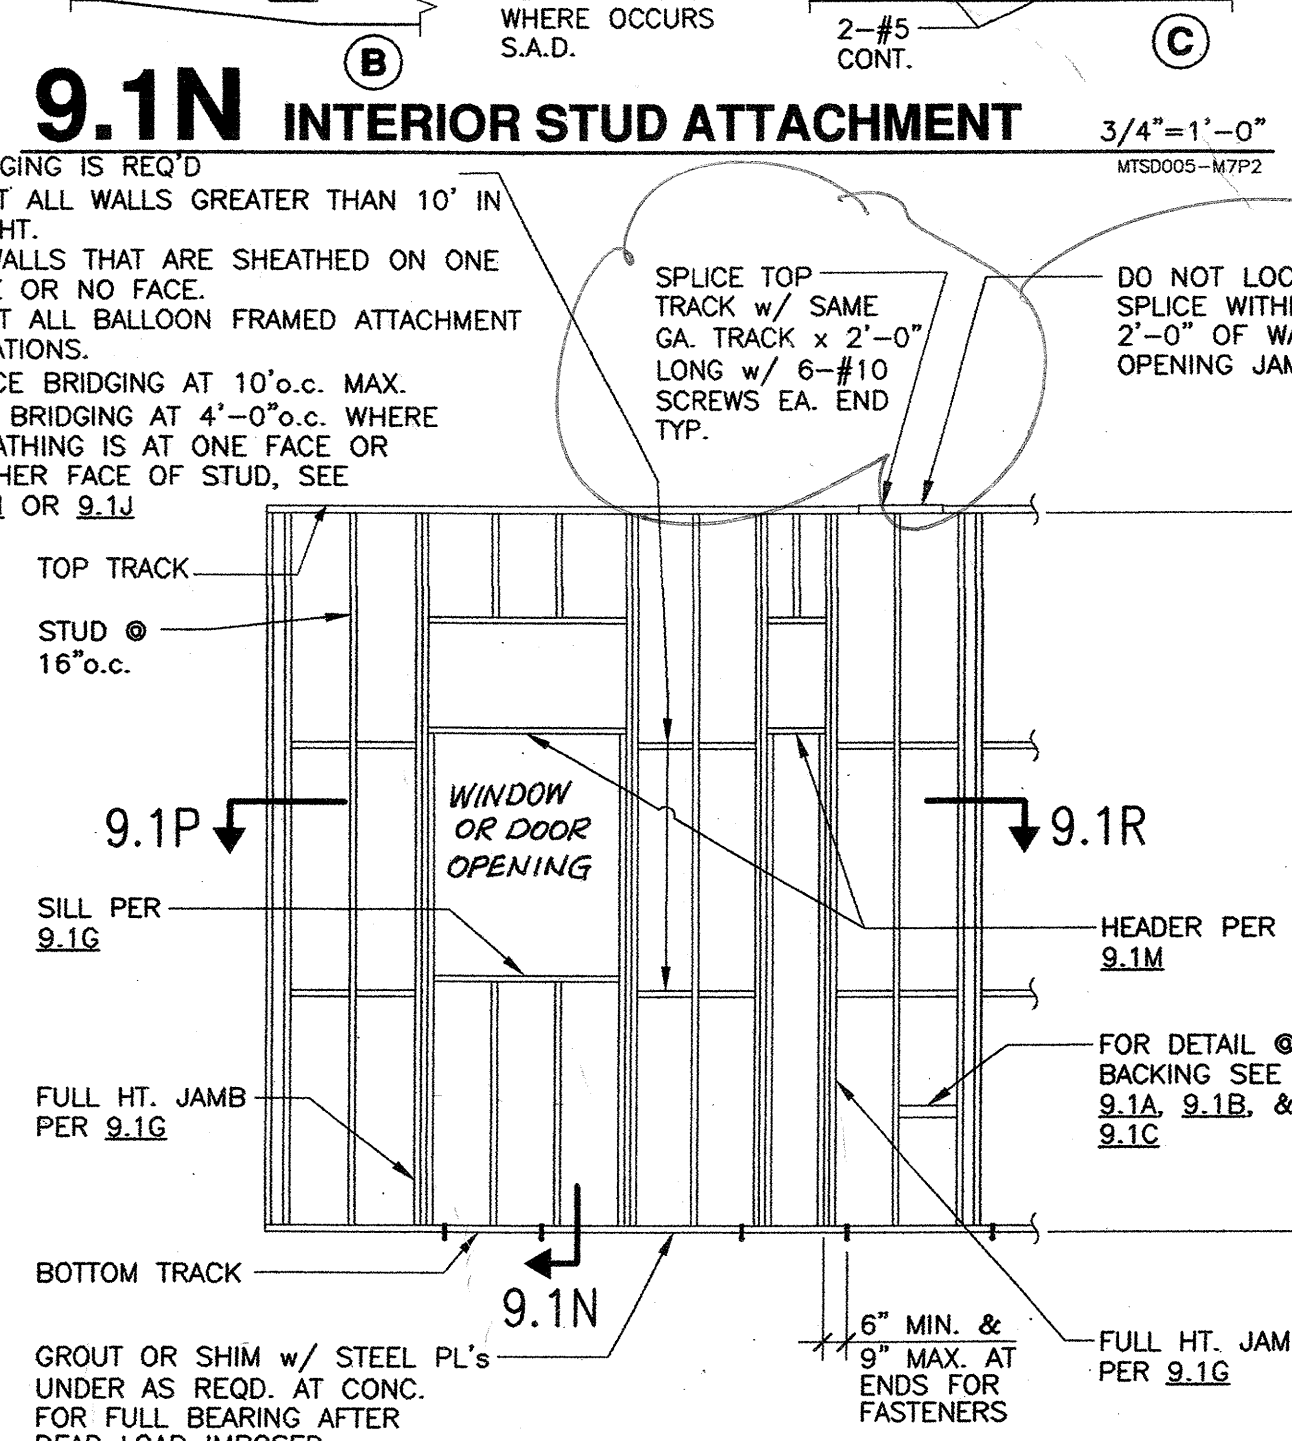 WHERE OCCURS
S.A.D.
2-#5
CONT.
B
C
9.1N INTERIOR STUD ATTACHMENT 3/4"=1'-0"
MTSD005-M7P2
GING IS REQ'D
T ALL WALLS GREATER THAN 10' IN
HT.
WALLS THAT ARE SHEATHED ON ONE
E OR NO FACE.
T ALL BALLOON FRAMED ATTACHMENT
ATIONS.
CE BRIDGING AT 10'o.c. MAX.
BRIDGING AT 4'-0"o.c. WHERE
ATHING IS AT ONE FACE OR
HER FACE OF STUD, SEE
OR 9.1J
SPLICE TOP
TRACK w/ SAME
GA. TRACK x 2'-0"
LONG w/ 6-#10
SCREWS EA. END
TYP.
DO NOT LOC
SPLICE WITHI
2'-0" OF WA
OPENING JAM
TOP TRACK
STUD @
16"o.c.
WINDOW
OR DOOR
OPENING
9.1P
9.1R
SILL PER
9.1G
HEADER PER
9.1M
FOR DETAIL @
BACKING SEE
9.1A, 9.1B, &
9.1C
FULL HT. JAMB
PER 9.1G
BOTTOM TRACK
9.1N
GROUT OR SHIM w/ STEEL PL's
UNDER AS REQD. AT CONC.
FOR FULL BEARING AFTER
DEAD LOAD IMPOSED
6" MIN. &
9" MAX. AT
ENDS FOR
FASTENERS
FULL HT. JAM
PER 9.1G